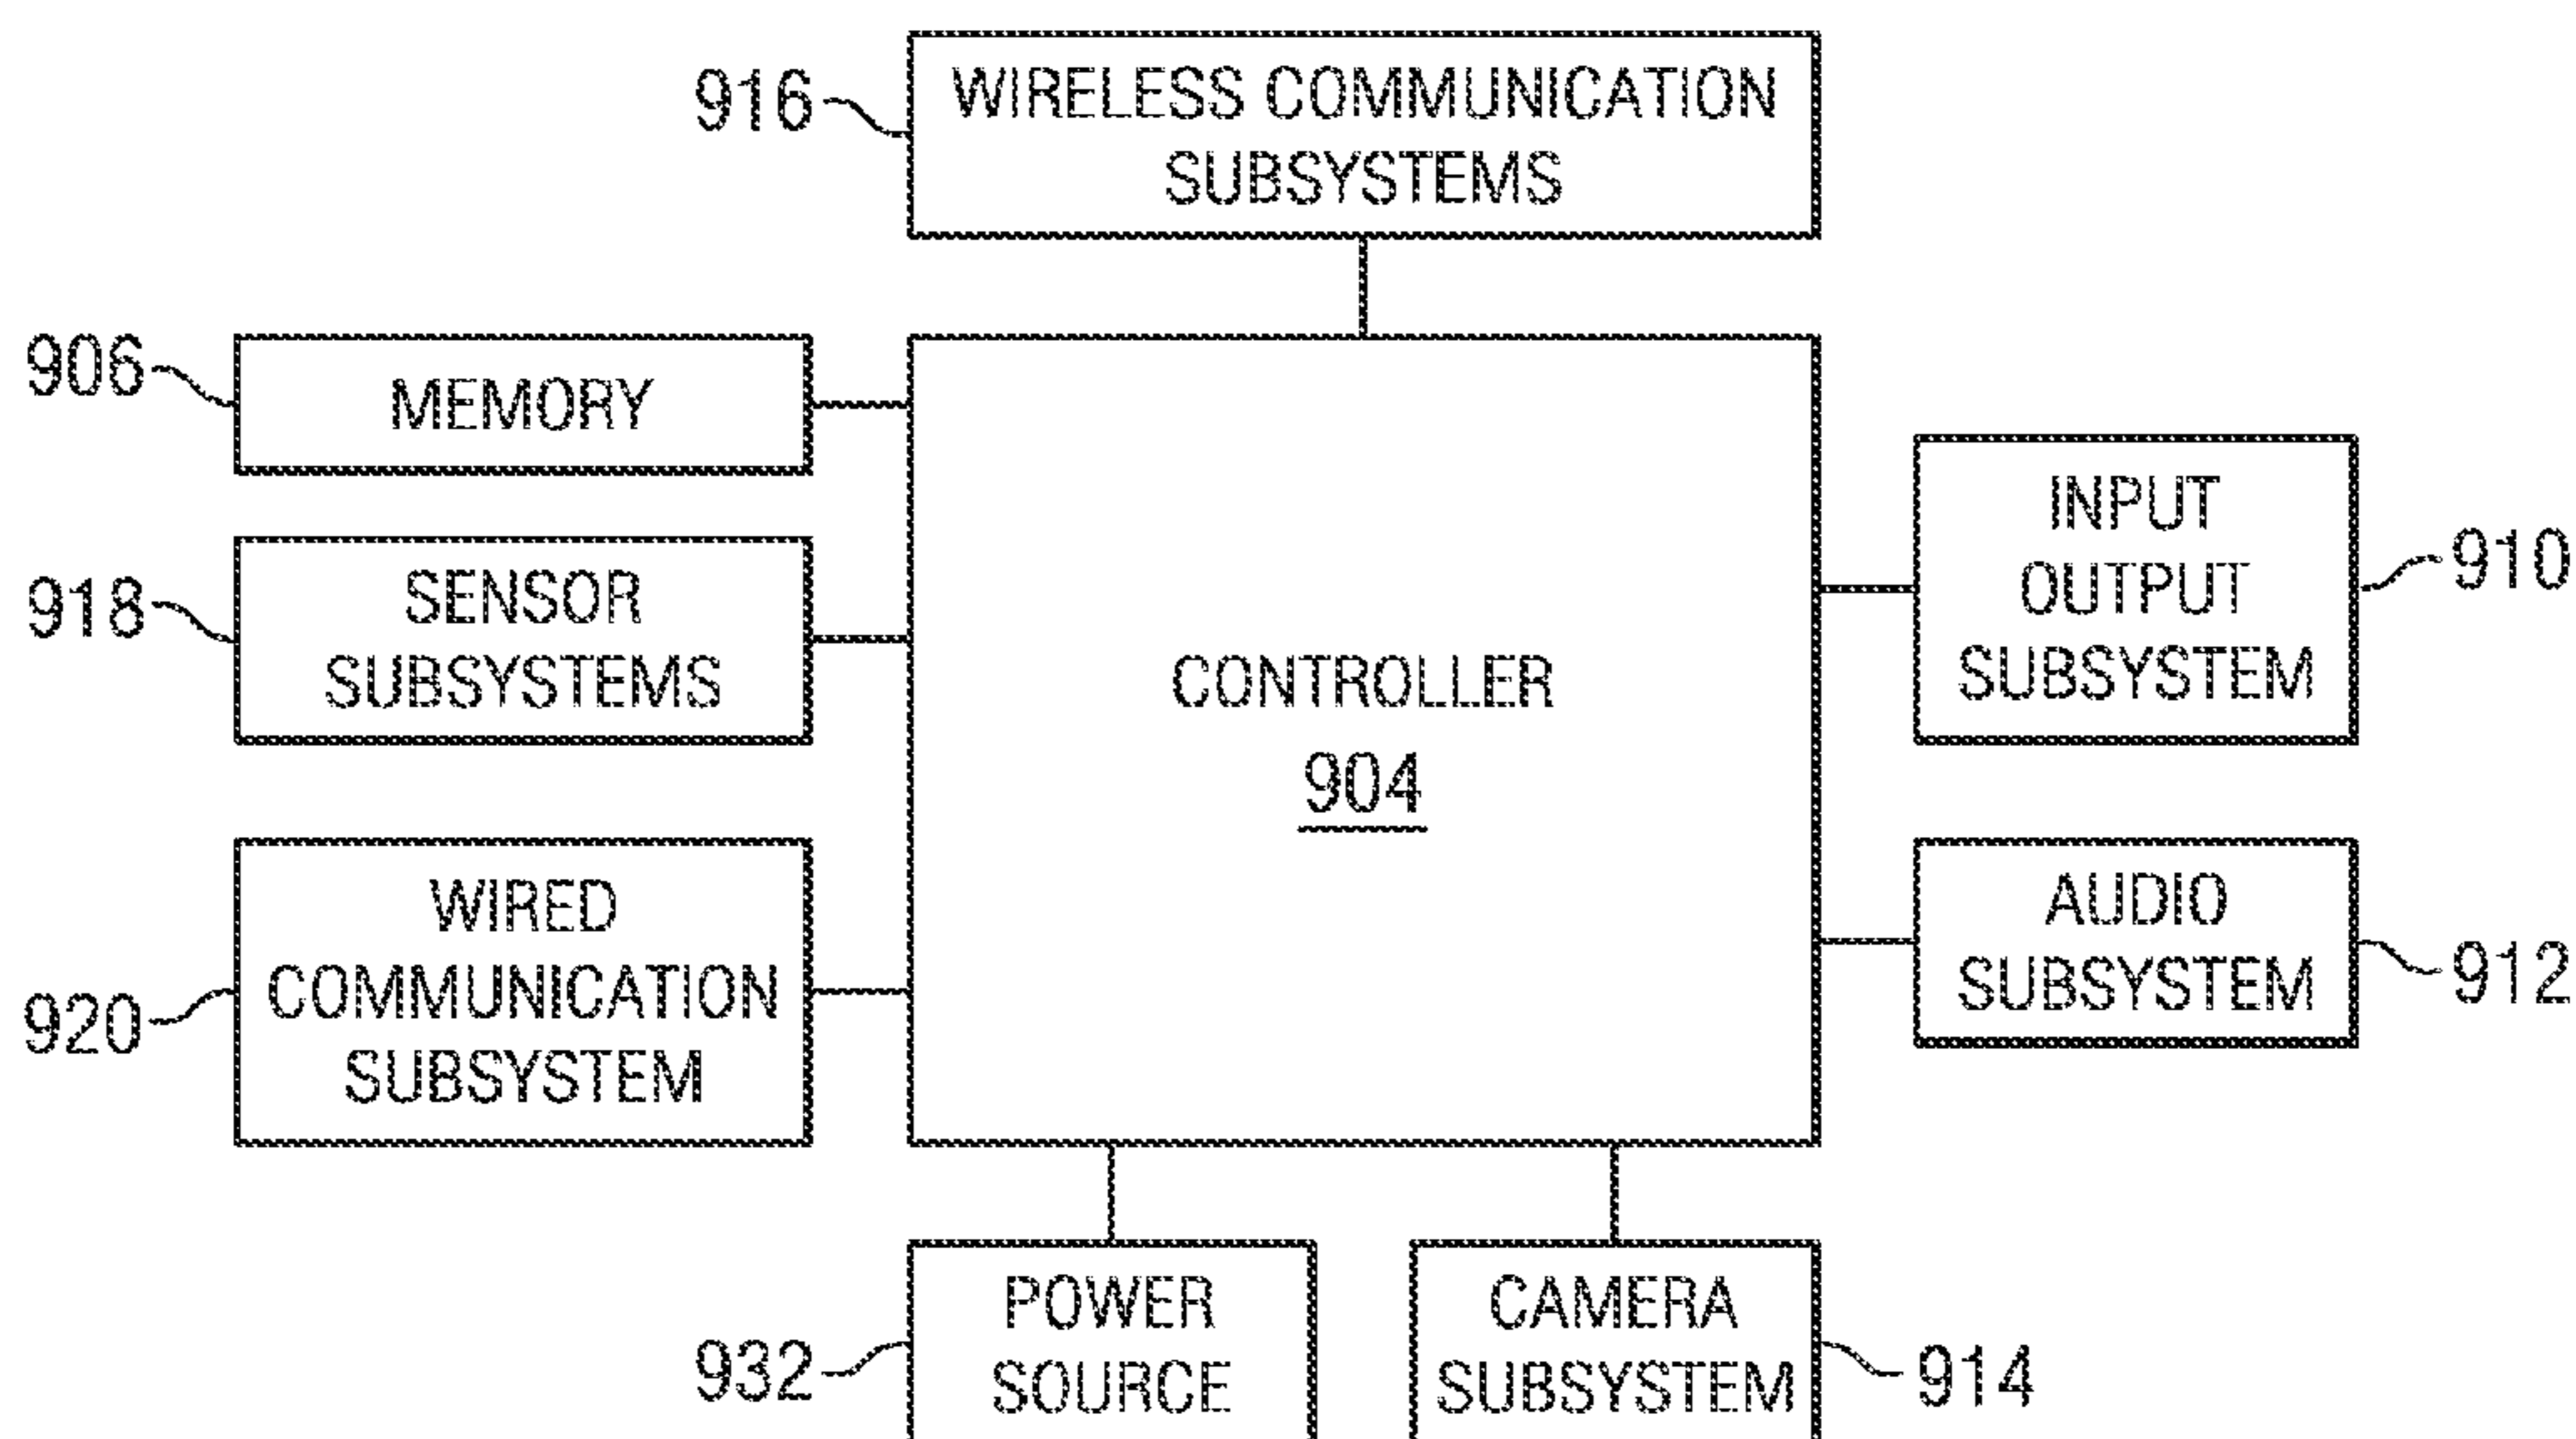 916
WIRELESS COMMUNICATION
SUBSYSTEMS
906
MEMORY
918
SENSOR
SUBSYSTEMS
920
WIRED
COMMUNICATION
SUBSYSTEM
CONTROLLER
904
INPUT
OUTPUT
SUBSYSTEM
910
AUDIO
SUBSYSTEM
912
932
POWER
SOURCE
CAMERA
SUBSYSTEM
914